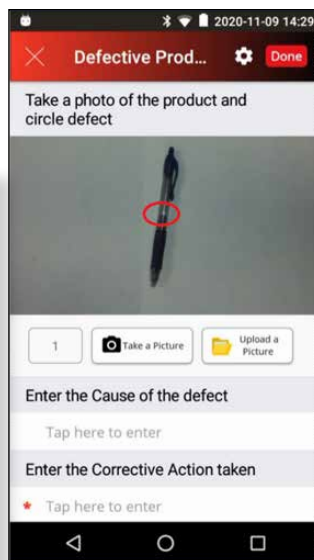 2020-11-09 14:29
Defective Prod...
Done
Take a photo of the product and
circle defect
1
Take a Picture
Upload a
Picture
Enter the Cause of the defect
Tap here to enter
Enter the Corrective Action taken
* Tap here to enter